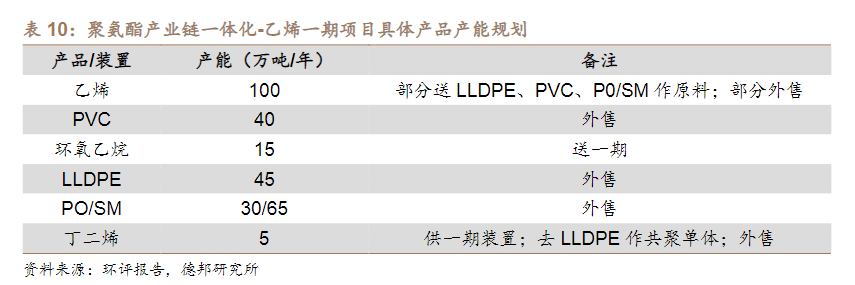 表 10：聚氨酯产业链一体化-乙烯一期项目具体产品产能规划
产品/装置 产能（万吨/年） 备注
乙烯 100 部分送 LLDPE、PVC、P0/SM 作原料；部分外售
PVC 40 外售
环氧乙烷 15 送一期
LLDPE 45 外售
PO/SM 30/65 外售
丁二烯 5 供一期装置；去 LLDPE 作共聚单体；外售
资料来源：环评报告，德邦研究所